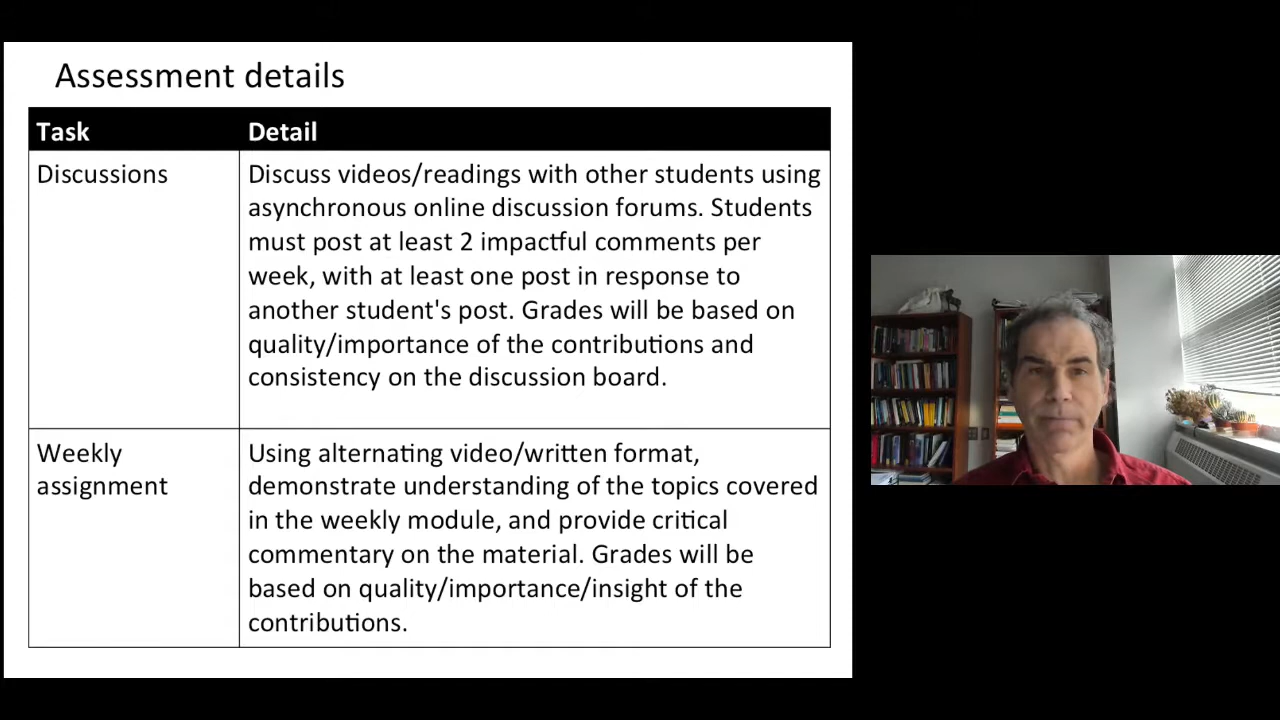 Assessment details
Task
Detail
Discussions
Discuss videos/readings with other students using
asynchronous online discussion forums. Students
must post at least 2 impactful comments per
week, with at least one post in response to
another student's post. Grades will be based on
quality/importance of the contributions and
consistency on the discussion board.
Weekly
assignment
Using alternating video/written format,
demonstrate understanding of the topics covered
in the weekly module, and provide critical
commentary on the material. Grades will be
based on quality/importance/insight of the
contributions.